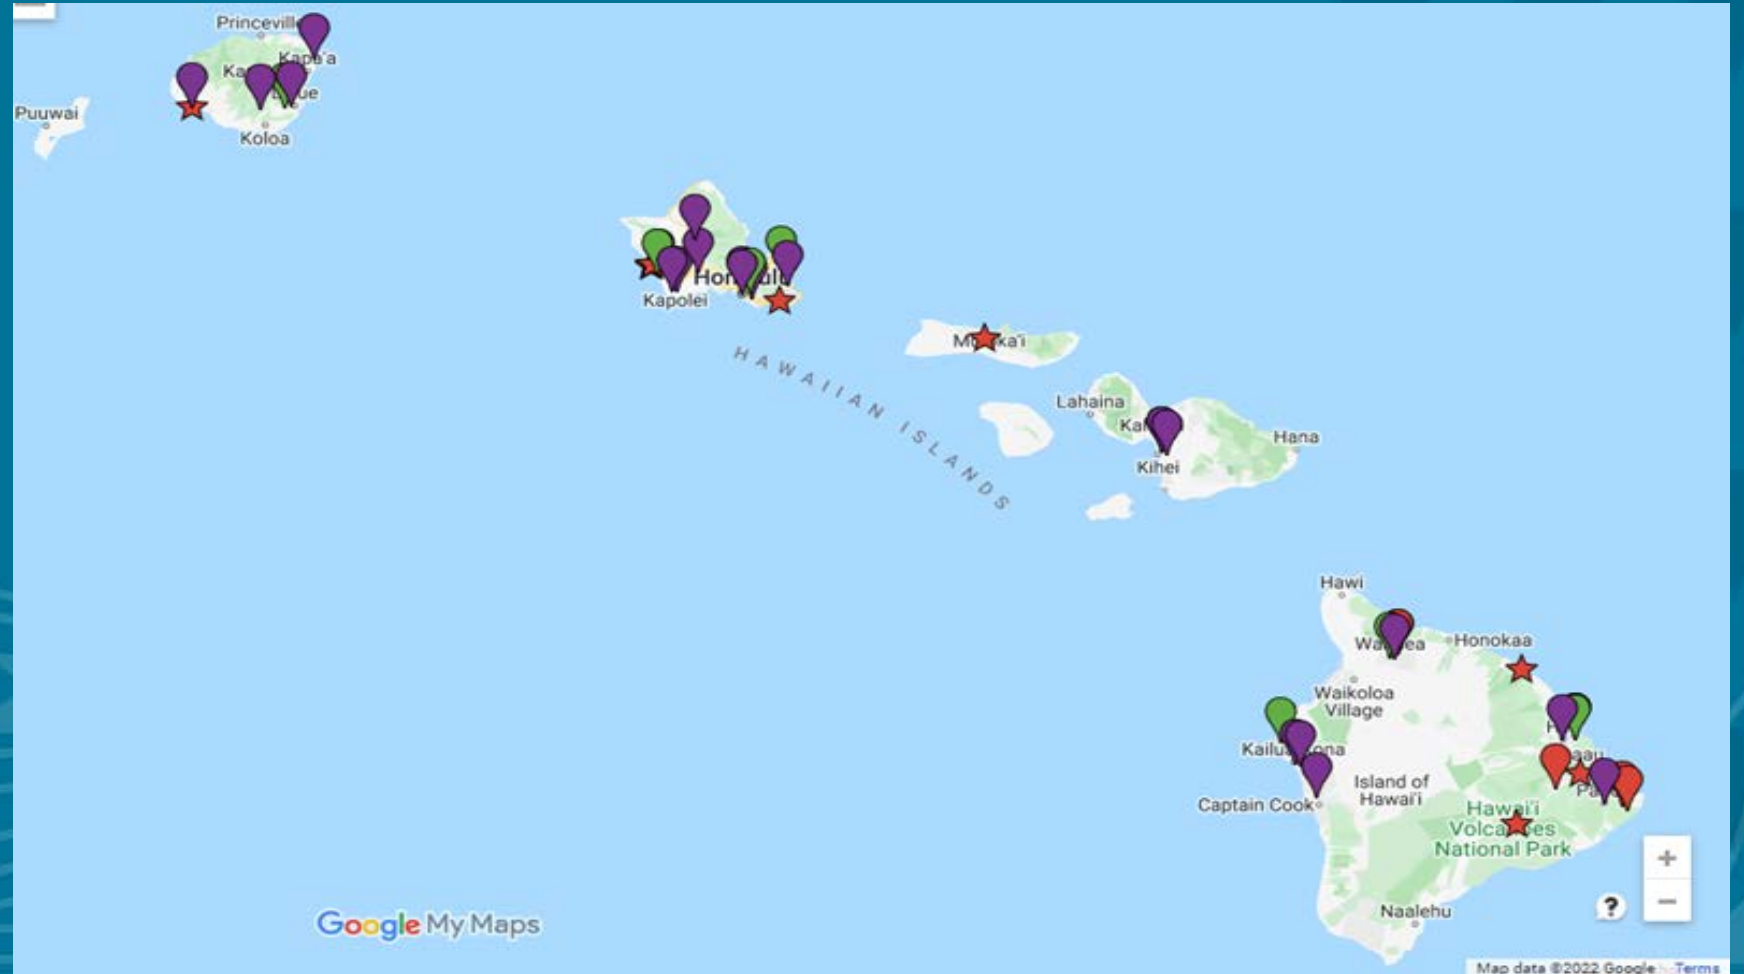 Princeville
Kapa'a
Puuwai
Koloa
Kapolei
HAWAIIAN ISLANDS
Lahaina
Hana
Kihei
Hawi
Honokaa
Waikoloa
Village
Captain Cook
Island of
Hawai'i
Hawai'i
Volcanoes
National Park
Naalehu
+
−
?
Google My Maps
Map data ©2022 Google
Terms